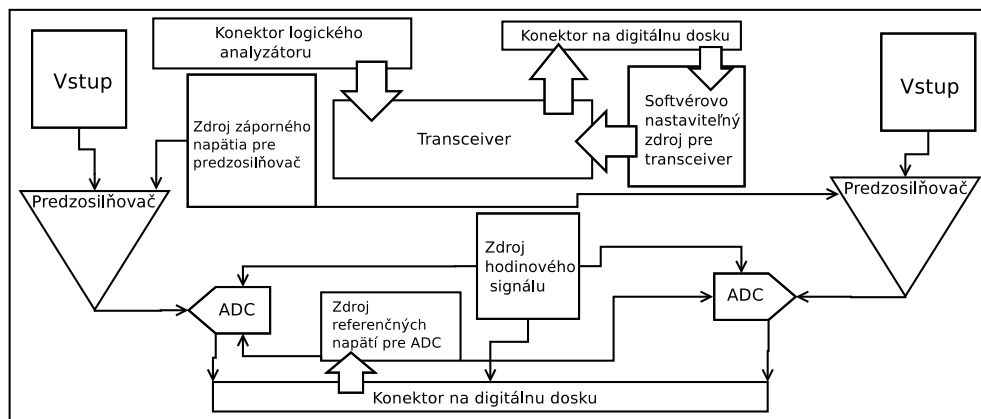 Konektor logického
analyzátoru
Konektor na digitálnu dosku
Vstup
Vstup
Zdroj záporného
napätia pre
predzosilňovač
Transceiver
Softvérovo
nastaviteľný
zdroj pre
transceiver
Predzosilňovač
Predzosilňovač
Zdroj
hodinového
signálu
ADC
ADC
Zdroj
referenčných
napätí pre ADC
Konektor na digitálnu dosku